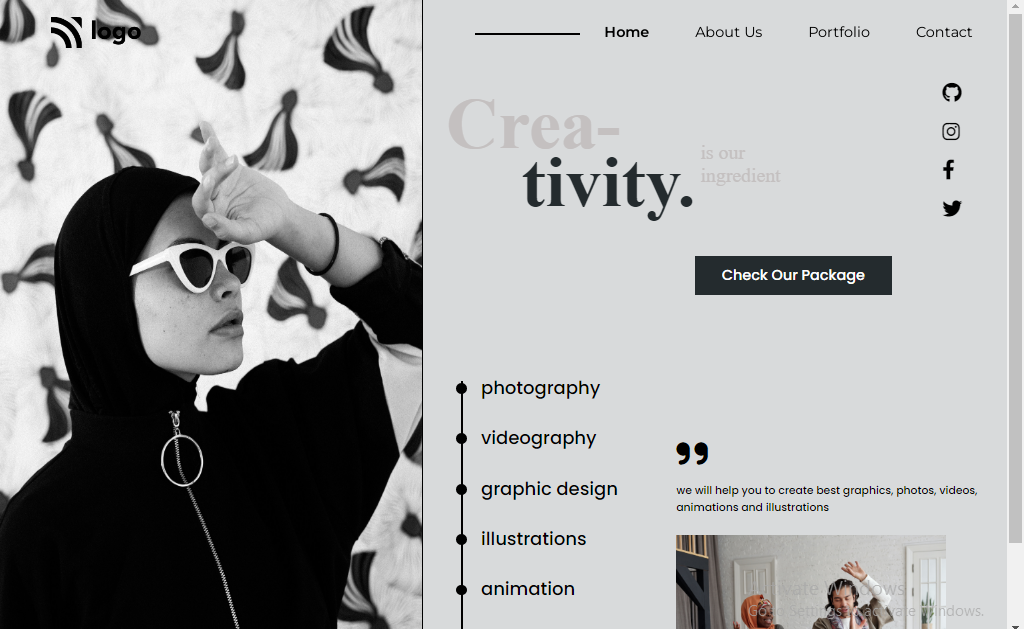 logo
Home About Us Portfolio Contact
Crea-
tivity.
is our
ingredient
Check Our Package
photography
videography
graphic design
illustrations
animation
we will help you to create best graphics, photos, videos,
animations and illustrations
Activate Windows
Go to Settings to activate Windows.